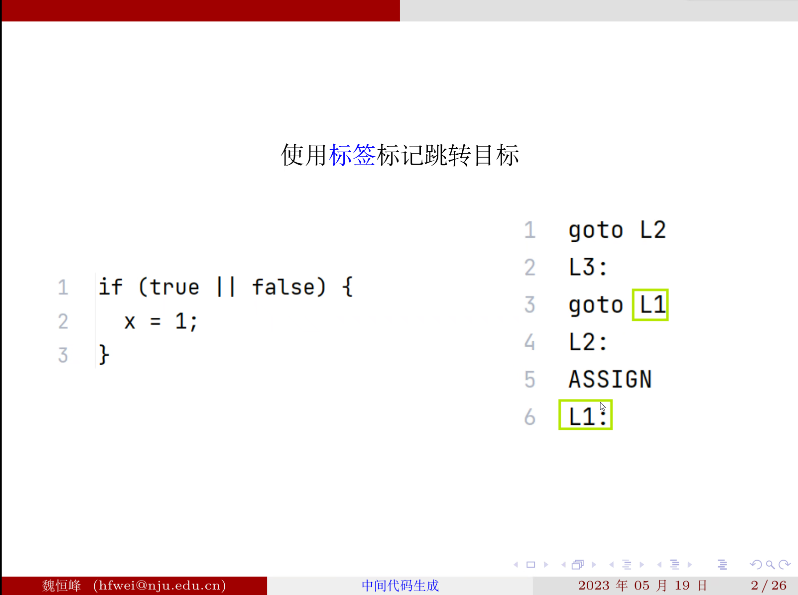 使用标签标记跳转目标
1 if (true || false) {
2 x = 1;
3 }
1 goto L2
2 L3:
3 goto L1
4 L2:
5 ASSIGN
6 L1:
魏恒峰 (hfwei@nju.edu.cn) 中间代码生成 2023 年 05 月 19 日 2 / 26